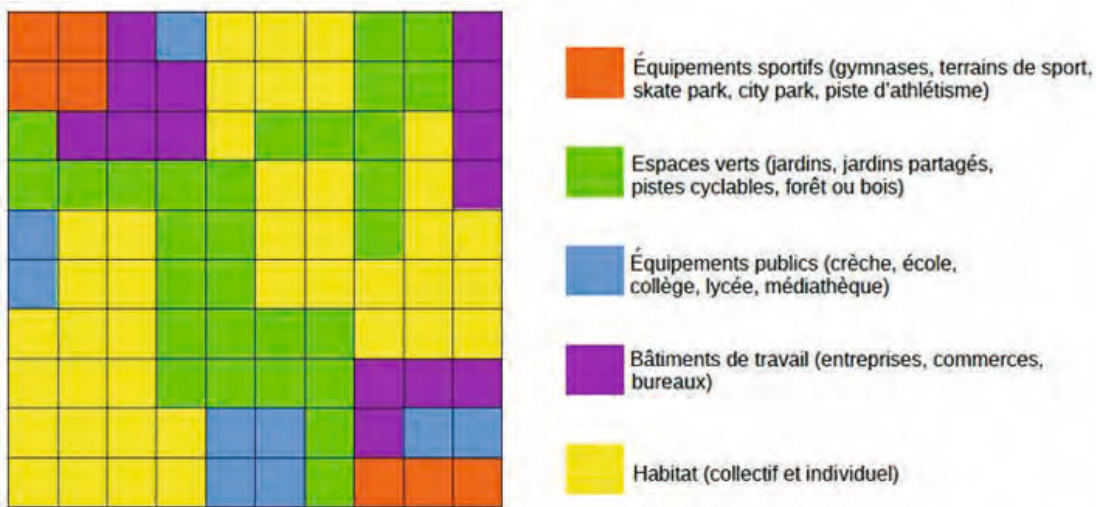 Équipements sportifs (gymnases, terrains de sport,
skate park, city park, piste d'athlétisme)
Espaces verts (jardins, jardins partagés,
pistes cyclables, forêt ou bois)
Équipements publics (crèche, école,
collège, lycée, médiathèque)
Bâtiments de travail (entreprises, commerces,
bureaux)
Habitat (collectif et individuel)